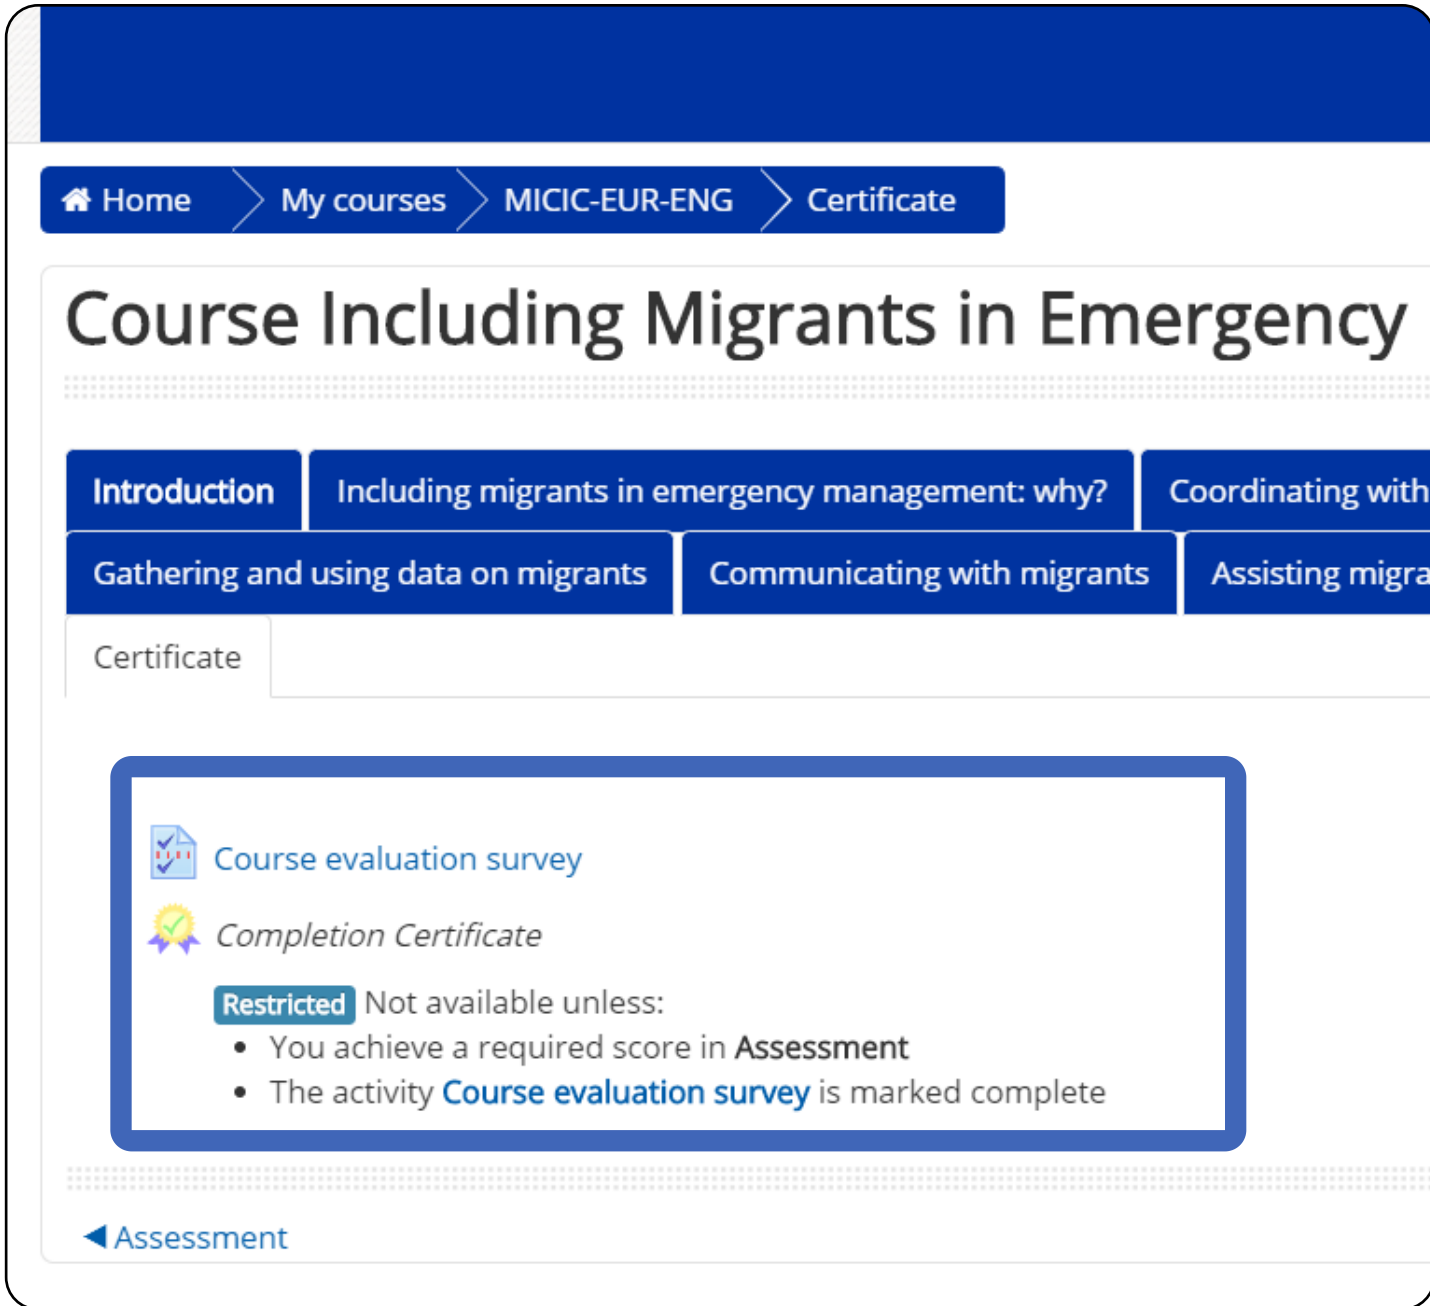 Home My courses MICIC-EUR-ENG Certificate
Course Including Migrants in Emergency
Introduction Including migrants in emergency management: why? Coordinating with
Gathering and using data on migrants Communicating with migrants Assisting migra
Certificate
Course evaluation survey
Completion Certificate
Restricted Not available unless:
• You achieve a required score in Assessment
• The activity Course evaluation survey is marked complete
◀ Assessment